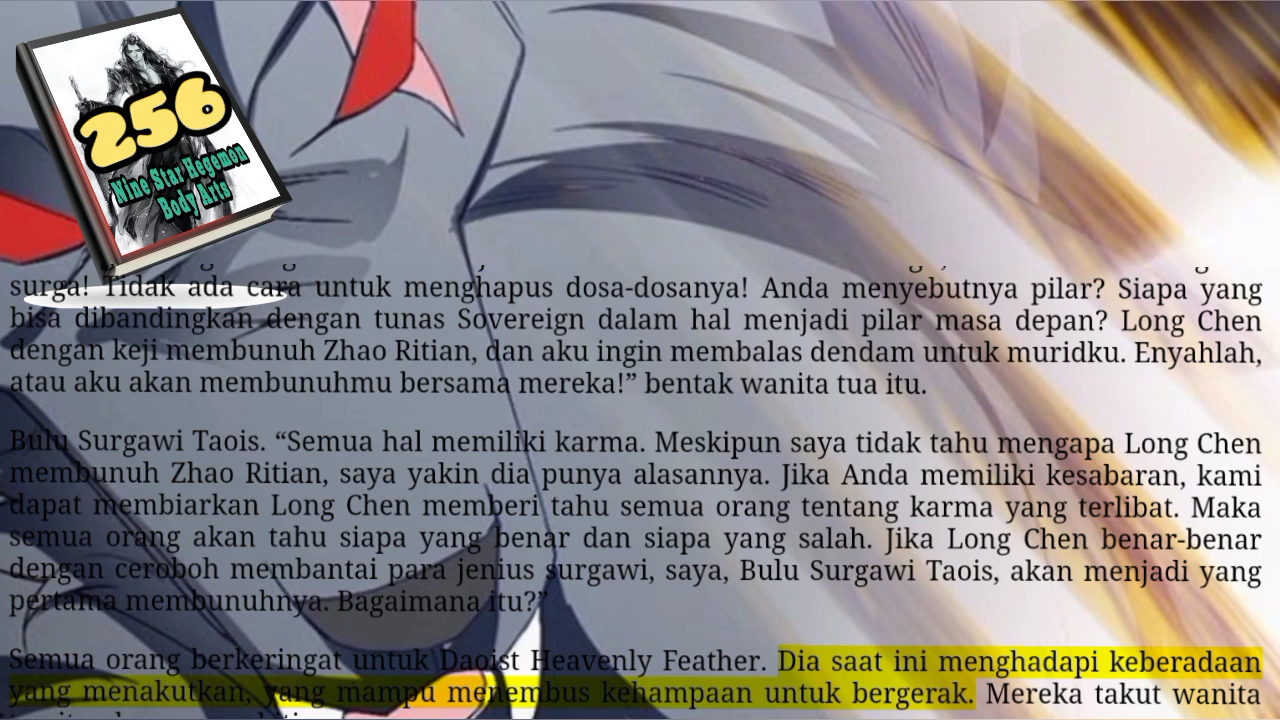 256
Nine Star Hegemon
Body Arts
surga! Tidak ada cara untuk menghapus dosa-dosanya! Anda menyebutnya pilar? Siapa yang
bisa dibandingkan dengan tunas Sovereign dalam hal menjadi pilar masa depan? Long Chen
dengan keji membunuh Zhao Ritian, dan aku ingin membalas dendam untuk muridku. Enyahlah,
atau aku akan membunuhmu bersama mereka!” bentak wanita tua itu.
Bulu Surgawi Taois. “Semua hal memiliki karma. Meskipun saya tidak tahu mengapa Long Chen
membunuh Zhao Ritian, saya yakin dia punya alasannya. Jika Anda memiliki kesabaran, kami
dapat membiarkan Long Chen memberi tahu semua orang tentang karma yang terlibat. Maka
semua orang akan tahu siapa yang benar dan siapa yang salah. Jika Long Chen benar-benar
dengan ceroboh membantai para jenius surgawi, saya, Bulu Surgawi Taois, akan menjadi yang
pertama membunuhnya. Bagaimana itu?”
Semua orang berkeringat untuk Daoist Heavenly Feather. Dia saat ini menghadapi keberadaan
yang menakutkan, yang mampu menembus kehampaan untuk bergerak. Mereka takut wanita